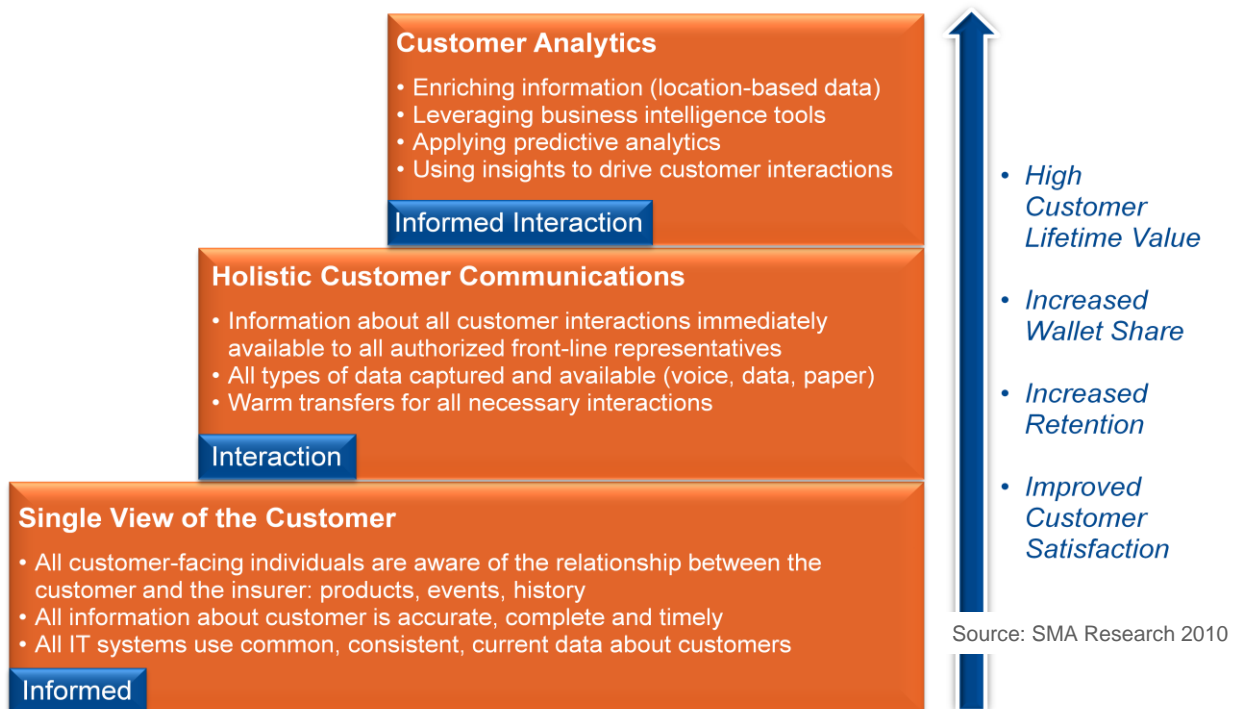 Customer Analytics
• Enriching information (location-based data)
• Leveraging business intelligence tools
• Applying predictive analytics
• Using insights to drive customer interactions
Informed Interaction
Holistic Customer Communications
• Information about all customer interactions immediately
available to all authorized front-line representatives
• All types of data captured and available (voice, data, paper)
• Warm transfers for all necessary interactions
Interaction
Single View of the Customer
• All customer-facing individuals are aware of the relationship between the
customer and the insurer: products, events, history
• All information about customer is accurate, complete and timely
• All IT systems use common, consistent, current data about customers
Informed
• High
Customer
Lifetime Value
• Increased
Wallet Share
• Increased
Retention
• Improved
Customer
Satisfaction
Source: SMA Research 2010